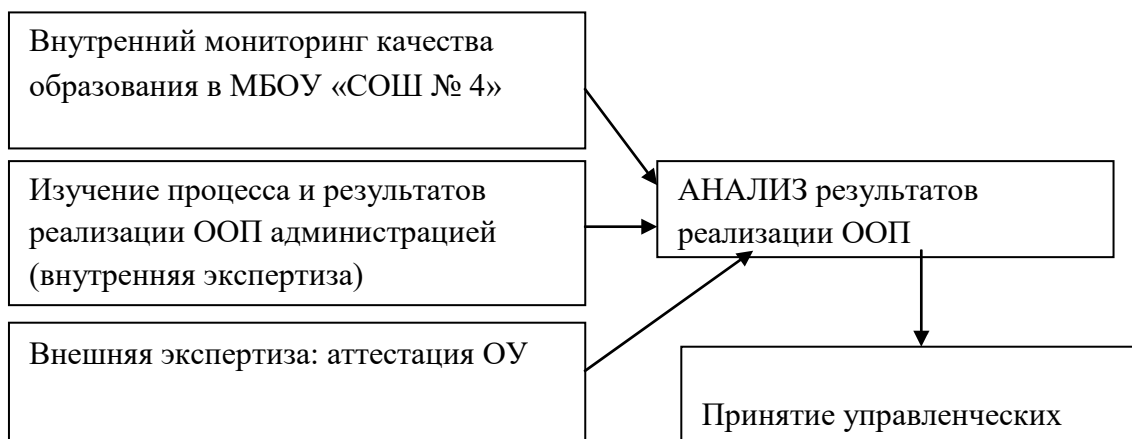 Внутренний мониторинг качества
образования в МБОУ «СОШ № 4»
Изучение процесса и результатов
реализации ООП администрацией
(внутренняя экспертиза)
Внешняя экспертиза: аттестация ОУ
АНАЛИЗ результатов
реализации ООП
Принятие управленческих